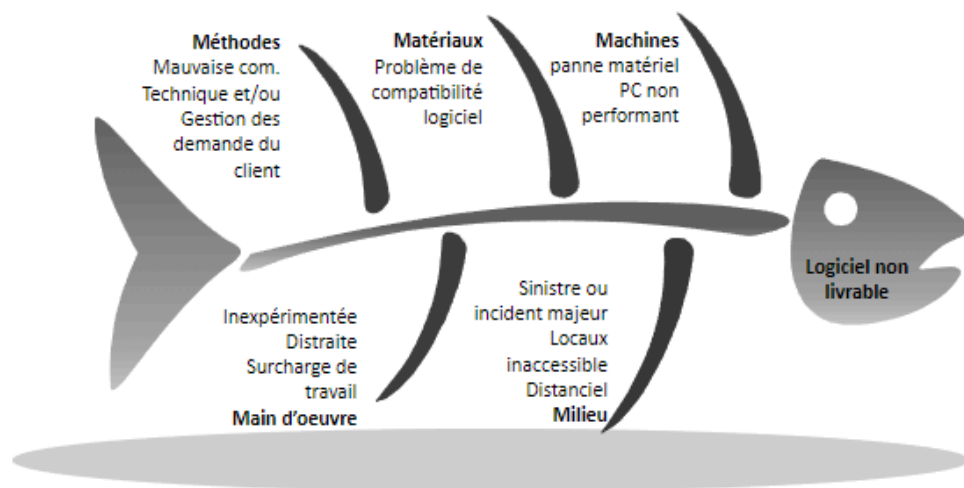 Méthodes
Mauvaise com.
Technique et/ou
Gestion des
demande du
client
Matériaux
Problème de
compatibilité
logiciel
Machines
panne matériel
PC non
performant
Logiciel non
livrable
Inexpérimentée
Distraite
Surcharge de
travail
Main d'oeuvre
Sinistre ou
incident majeur
Locaux
inaccessible
Distanciel
Milieu